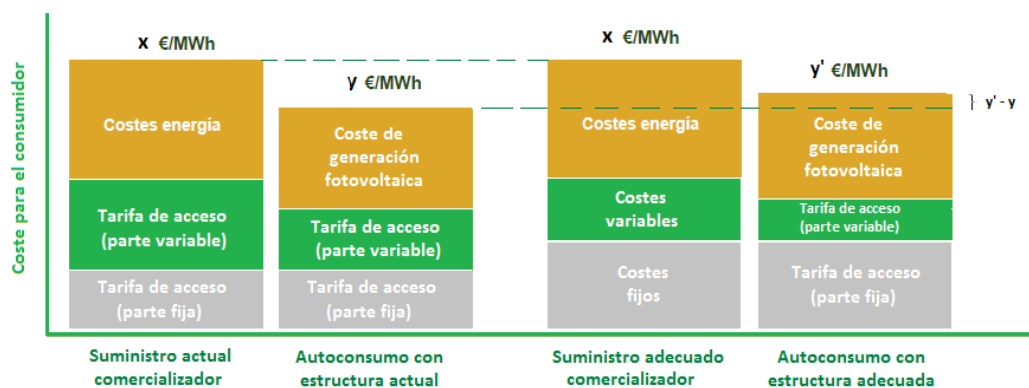 Coste para el consumidor
x €/MWh
Costes energía
Tarifa de acceso
(parte variable)
Tarifa de acceso
(parte fija)
Suministro actual
comercializador
y €/MWh
Coste de
generación
fotovoltaica
Tarifa de acceso
(parte variable)
Tarifa de acceso
(parte fija)
Autoconsumo con
estructura actual
x €/MWh
Costes energía
Costes
variables
Costes
fijos
Suministro adecuado
comercializador
y' €/MWh
Coste de
generación
fotovoltaica
Tarifa de acceso
(parte variable)
Tarifa de acceso
(parte fija)
Autoconsumo con
estructura adecuada
y' - y